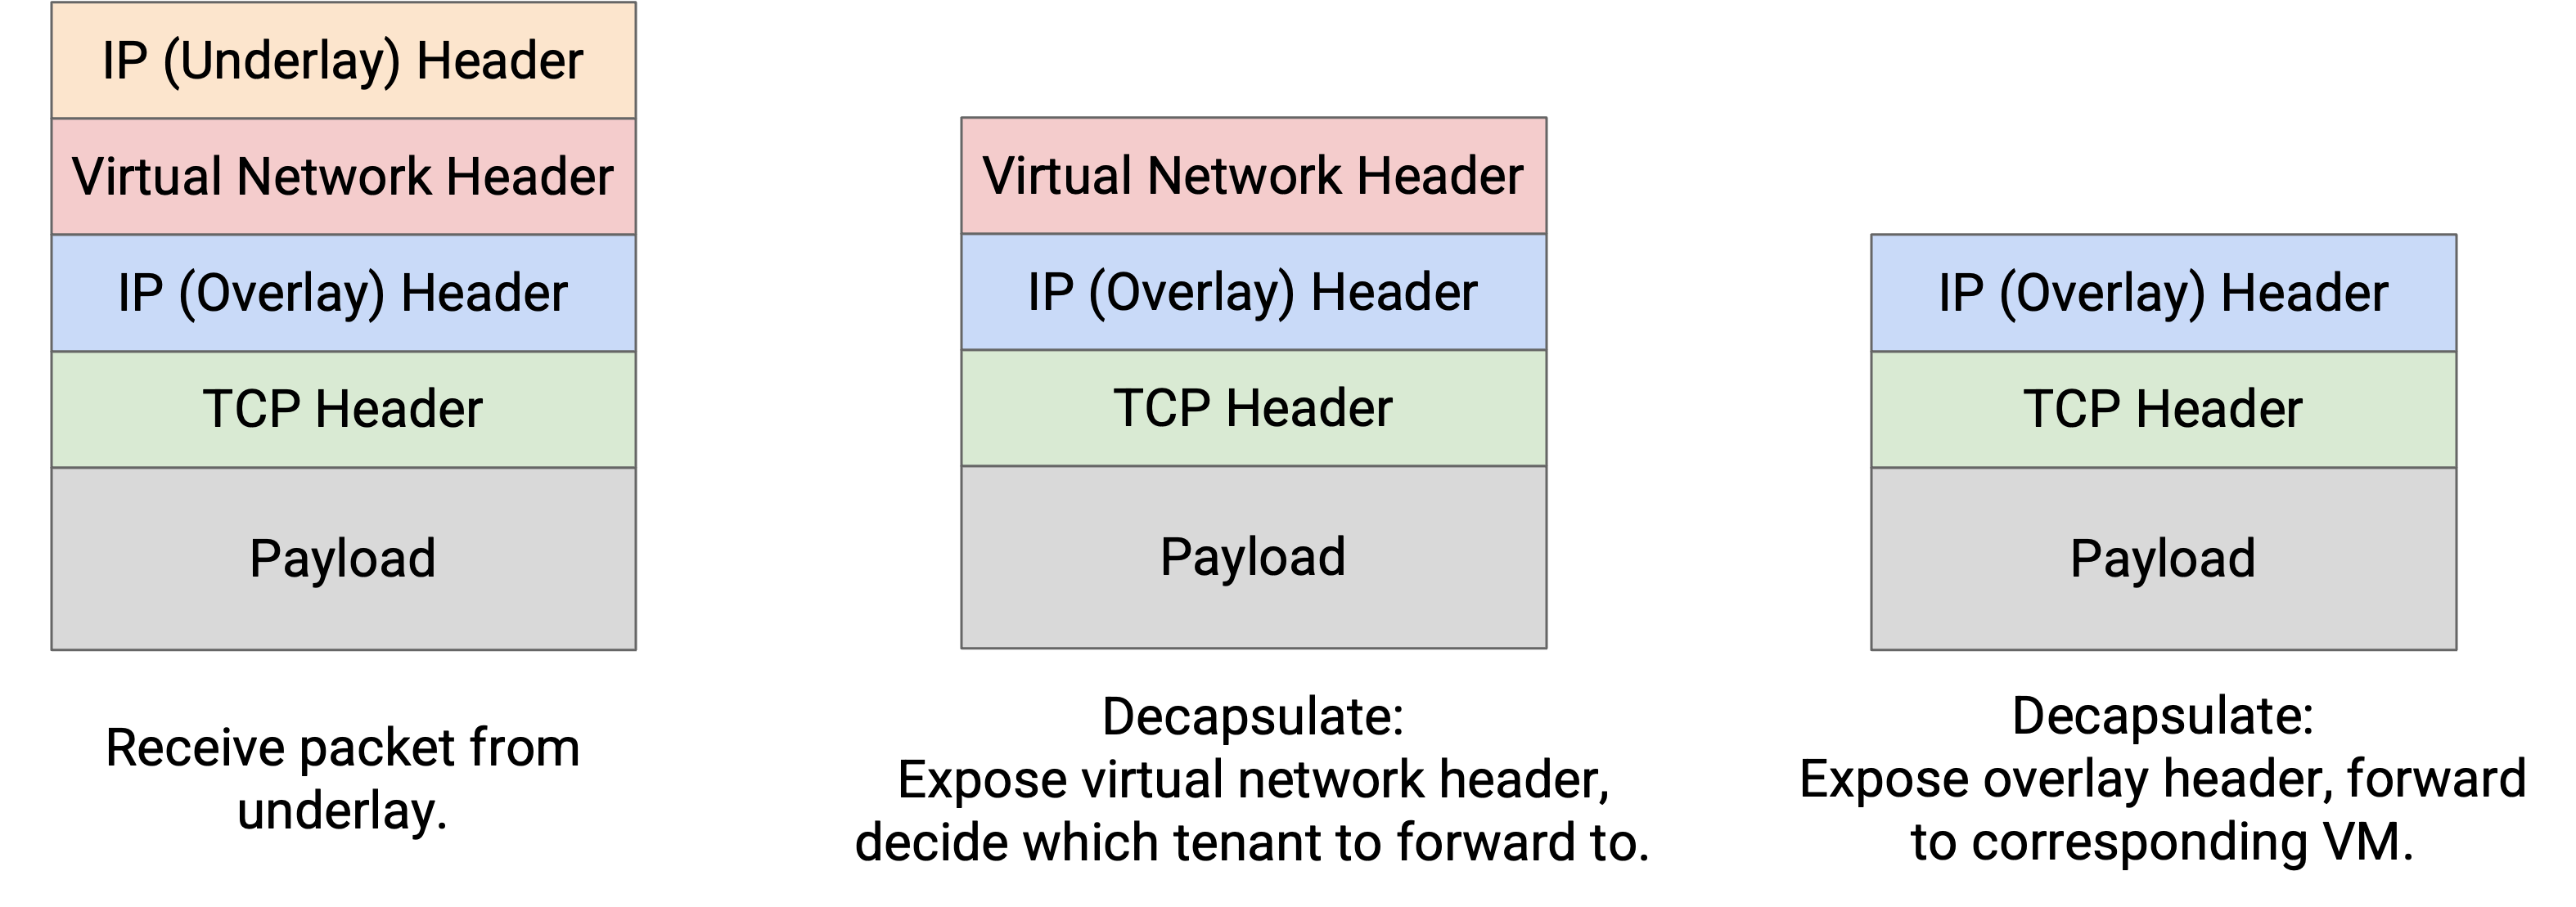 IP (Underlay) Header
Virtual Network Header
IP (Overlay) Header
TCP Header
Payload
Receive packet from
underlay.
Virtual Network Header
IP (Overlay) Header
TCP Header
Payload
Decapsulate:
Expose virtual network header,
decide which tenant to forward to.
IP (Overlay) Header
TCP Header
Payload
Decapsulate:
Expose overlay header, forward
to corresponding VM.